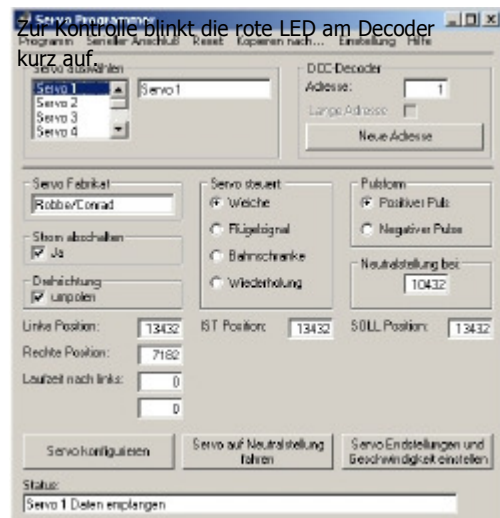 Servo Programmer
Zur Kontrolle blinkt die rote LED am Decoder
kurz auf.
Programm Serieller Anschluß Reset Kopieren nach... Einstellung Hilfe
Servo auswählen
Servo 1
Servo 2
Servo 3
Servo 4
Servo 1
DCC-Decoder
Adresse: 1
Lange Adresse
Neue Adresse
Servo Fabrikat
Robbe/Conrad
Strom abschalten
Ja
Drehrichtung
umpolen
Servo steuert
Weiche
Flügelsignal
Bahnschranke
Wiederholung
Pulsform
Positiver Puls
Negativer Pulse
Neutralstellung bei:
10432
Linke Position: 13432
IST Position: 13432
SOLL Position: 13432
Rechte Position: 7182
Laufzeit nach links: 0
0
Servo konfigurieren
Servo auf Neutralstellung
fahren
Servo Endstellungen und
Geschwindigkeit einstellen
Status:
Servo 1 Daten empfangen